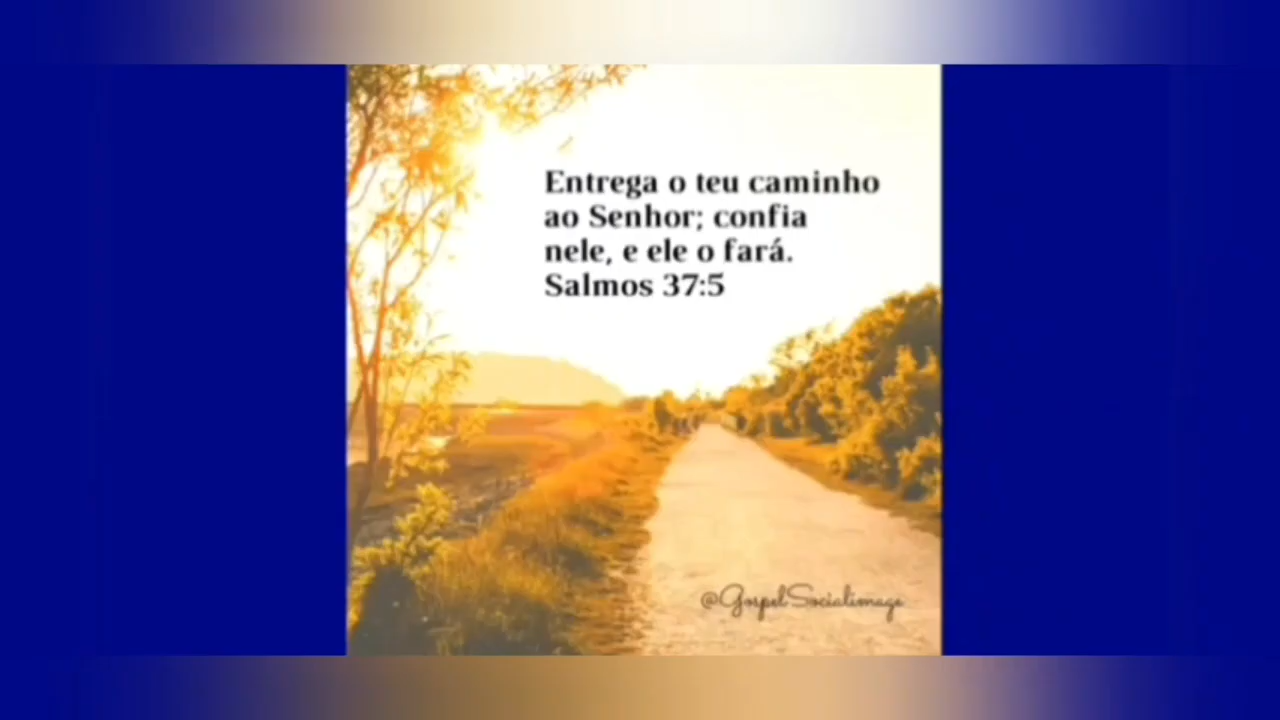 Entrega o teu caminho
ao Senhor; confia
nele, e ele o fará.
Salmos 37:5
@GospelSocialimage